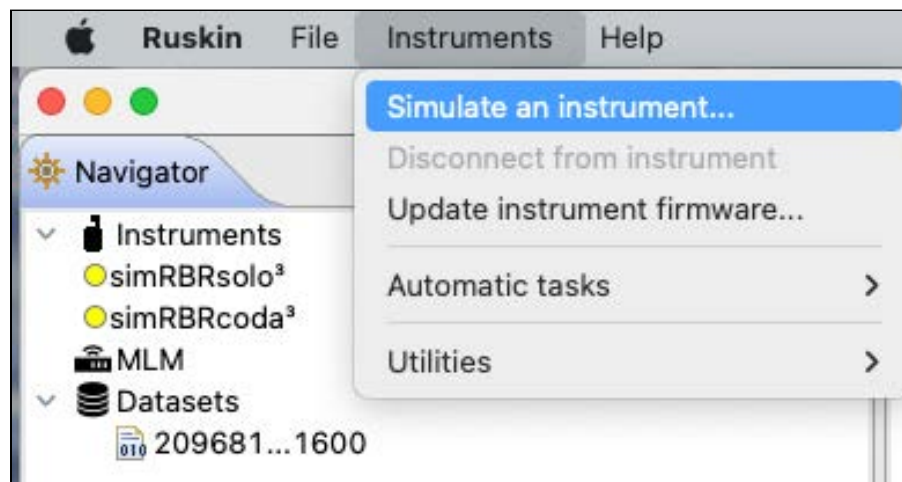 Ruskin File Instruments Help
Simulate an instrument...
Navigator
Disconnect from instrument
Update instrument firmware...
Instruments
simRBRsolo³
Automatic tasks
simRBRcoda³
MLM
Utilities
Datasets
010 209681...1600